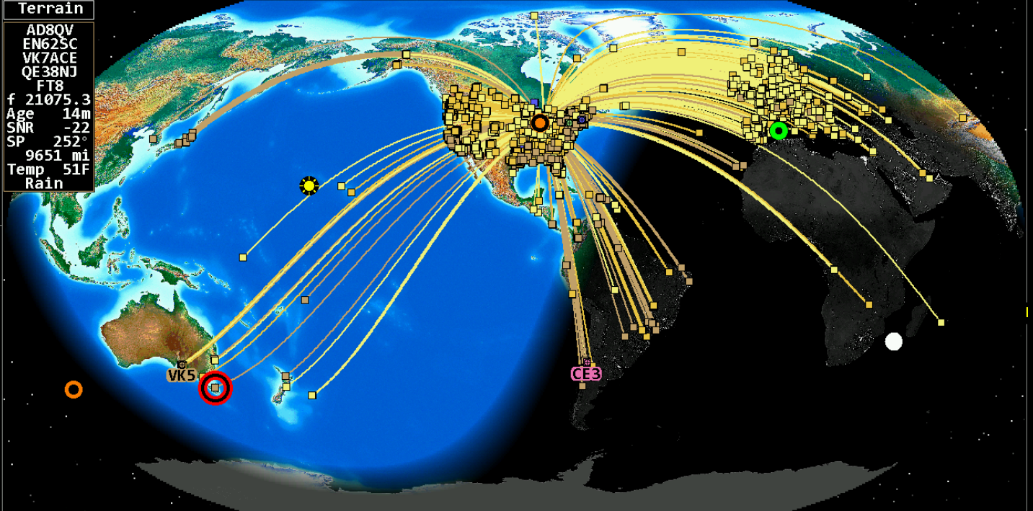 Terrain
AD8QV
EN62SC
VK7ACE
QE38NJ
FT8
f 21075.3
Age 14m
SNR -22
SP 252°
9651 mi
Temp 51F
Rain
VK5
CE3